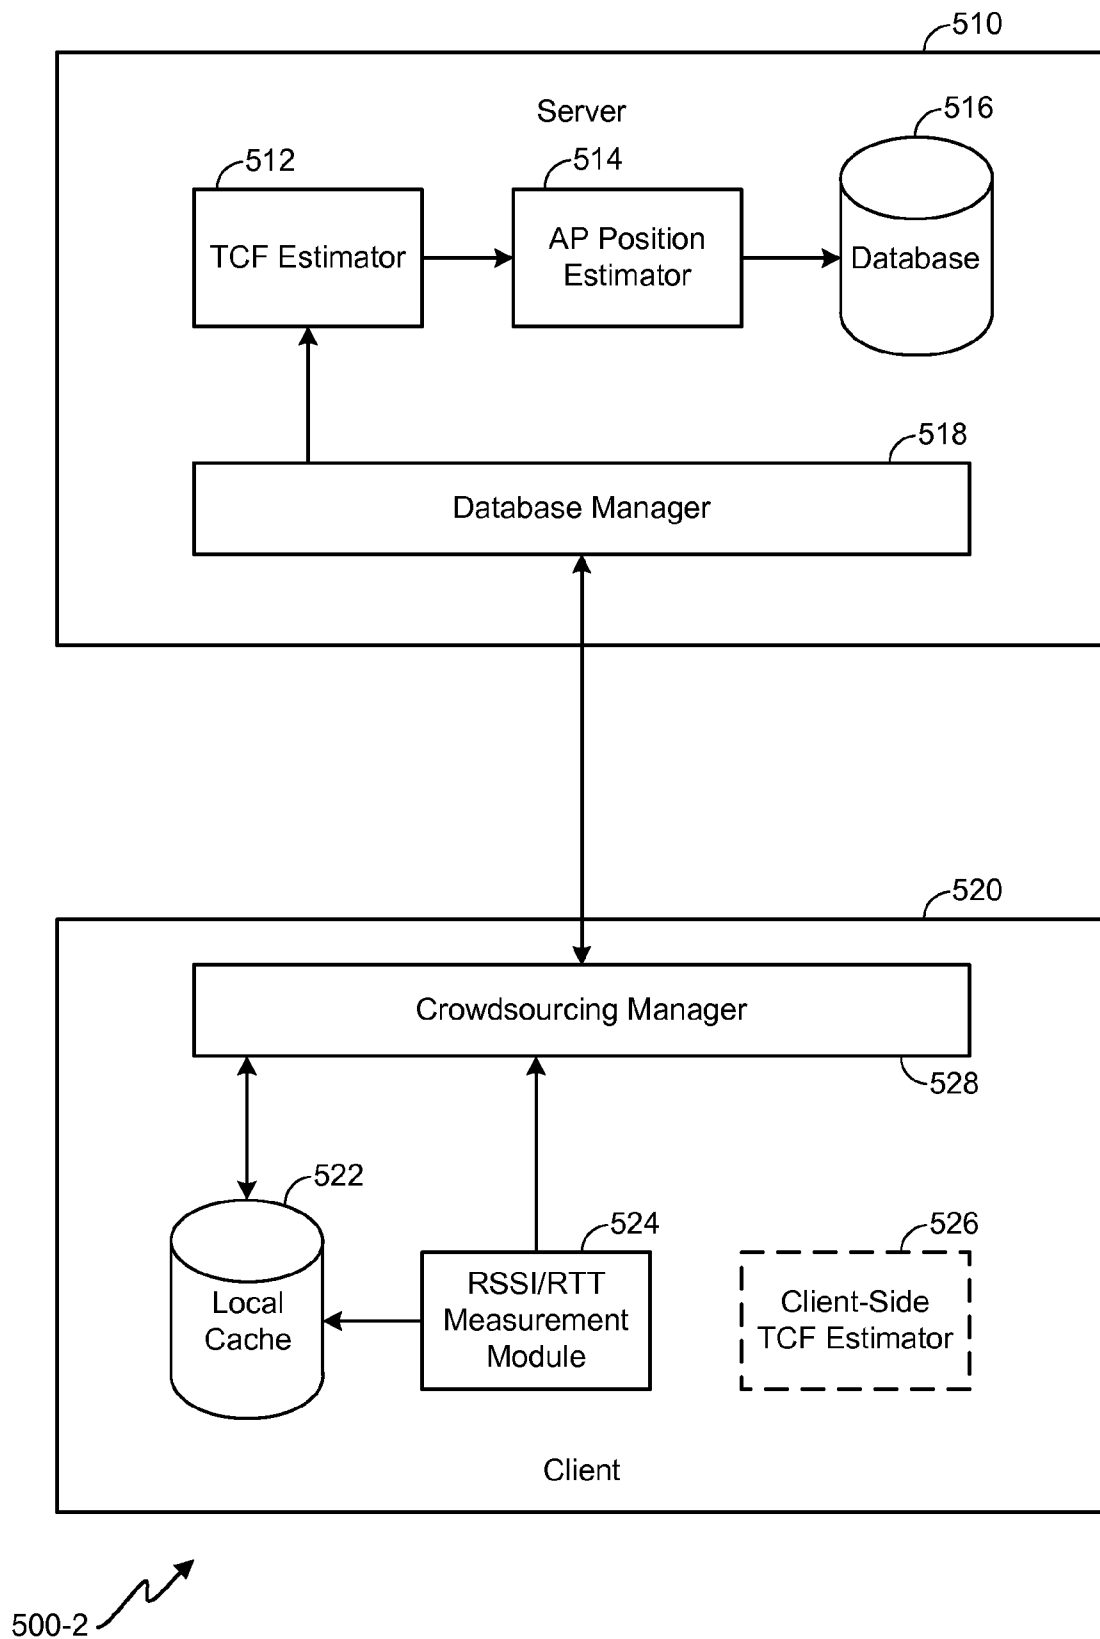 510
Server
516
512
514
TCF Estimator
AP Position
Estimator
Database
518
Database Manager
520
Crowdsourcing Manager
528
522
524
526
Local
Cache
RSSI/RTT
Measurement
Module
Client-Side
TCF Estimator
Client
500-2